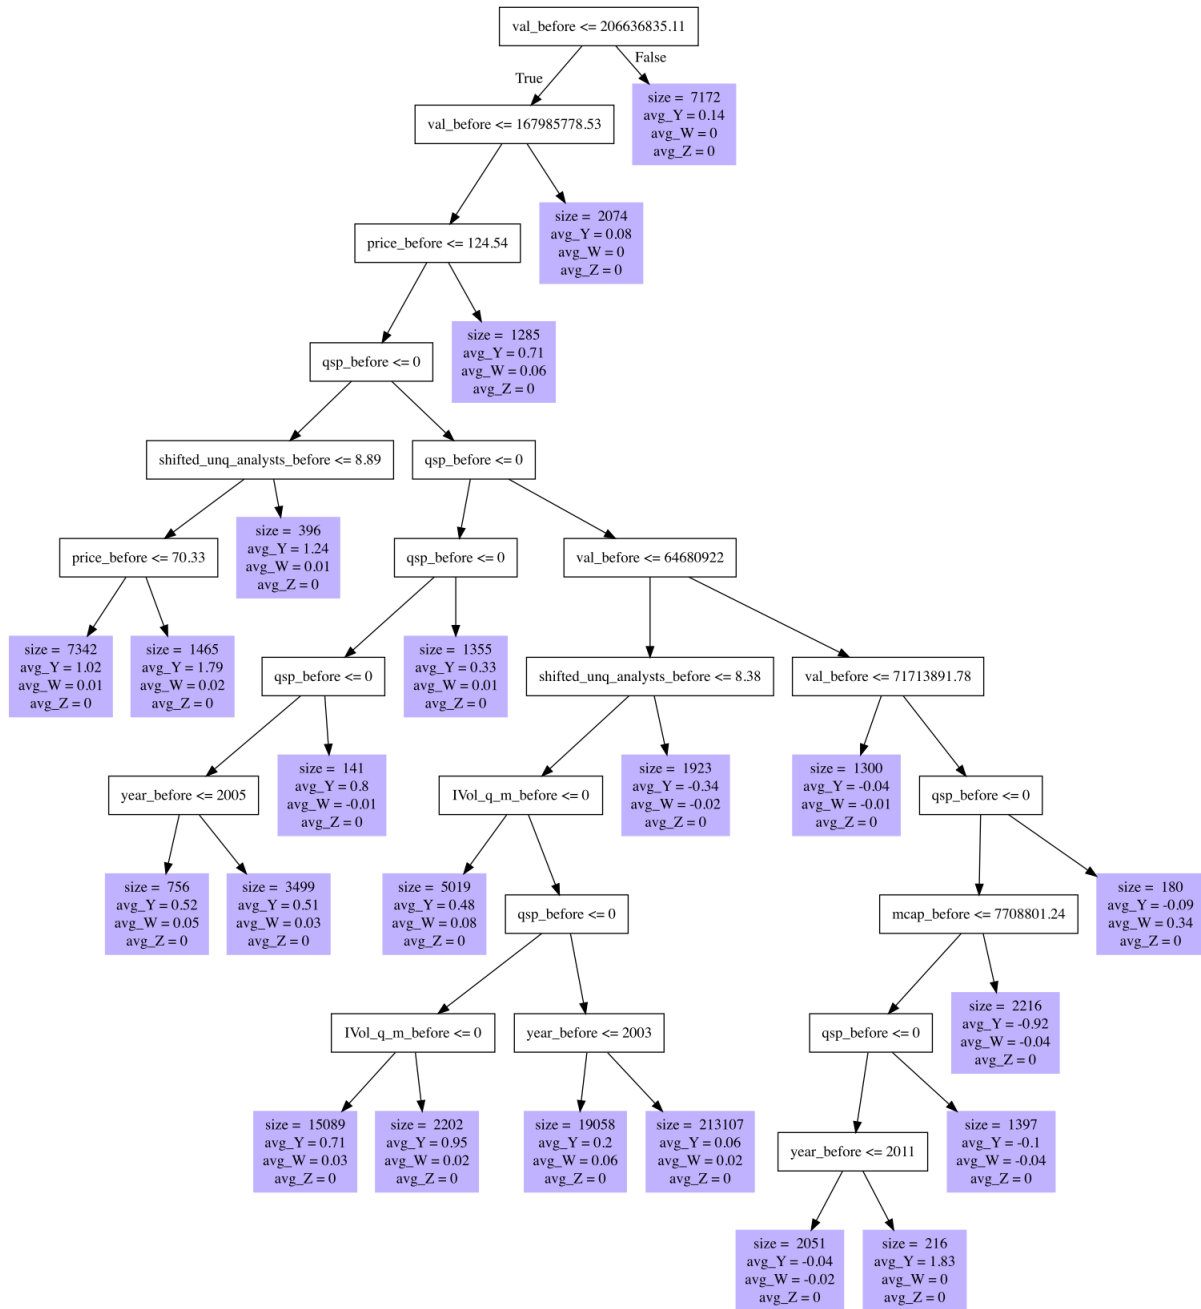 val_before <= 206636835.11
True
False
size = 7172
avg_Y = 0.14
avg_W = 0
avg_Z = 0
val_before <= 167985778.53
size = 2074
avg_Y = 0.08
avg_W = 0
avg_Z = 0
price_before <= 124.54
size = 1285
avg_Y = 0.71
avg_W = 0.06
avg_Z = 0
qsp_before <= 0
shifted_unq_analysts_before <= 8.89
qsp_before <= 0
size = 396
avg_Y = 1.24
avg_W = 0.01
avg_Z = 0
price_before <= 70.33
qsp_before <= 0
val_before <= 64680922
size = 7342
avg_Y = 1.02
avg_W = 0.01
avg_Z = 0
size = 1465
avg_Y = 1.79
avg_W = 0.02
avg_Z = 0
size = 1355
avg_Y = 0.33
avg_W = 0.01
avg_Z = 0
qsp_before <= 0
shifted_unq_analysts_before <= 8.38
val_before <= 71713891.78
year_before <= 2005
size = 141
avg_Y = 0.8
avg_W = -0.01
avg_Z = 0
IVol_q_m_before <= 0
size = 1923
avg_Y = -0.34
avg_W = -0.02
avg_Z = 0
size = 1300
avg_Y = -0.04
avg_W = -0.01
avg_Z = 0
qsp_before <= 0
size = 756
avg_Y = 0.52
avg_W = 0.05
avg_Z = 0
size = 3499
avg_Y = 0.51
avg_W = 0.03
avg_Z = 0
size = 5019
avg_Y = 0.48
avg_W = 0.08
avg_Z = 0
qsp_before <= 0
mcap_before <= 7708801.24
size = 180
avg_Y = -0.09
avg_W = 0.34
avg_Z = 0
IVol_q_m_before <= 0
year_before <= 2003
qsp_before <= 0
size = 2216
avg_Y = -0.92
avg_W = -0.04
avg_Z = 0
size = 15089
avg_Y = 0.71
avg_W = 0.03
avg_Z = 0
size = 2202
avg_Y = 0.95
avg_W = 0.02
avg_Z = 0
size = 19058
avg_Y = 0.2
avg_W = 0.06
avg_Z = 0
size = 213107
avg_Y = 0.06
avg_W = 0.02
avg_Z = 0
year_before <= 2011
size = 1397
avg_Y = -0.1
avg_W = -0.04
avg_Z = 0
size = 2051
avg_Y = -0.04
avg_W = -0.02
avg_Z = 0
size = 216
avg_Y = 1.83
avg_W = 0
avg_Z = 0